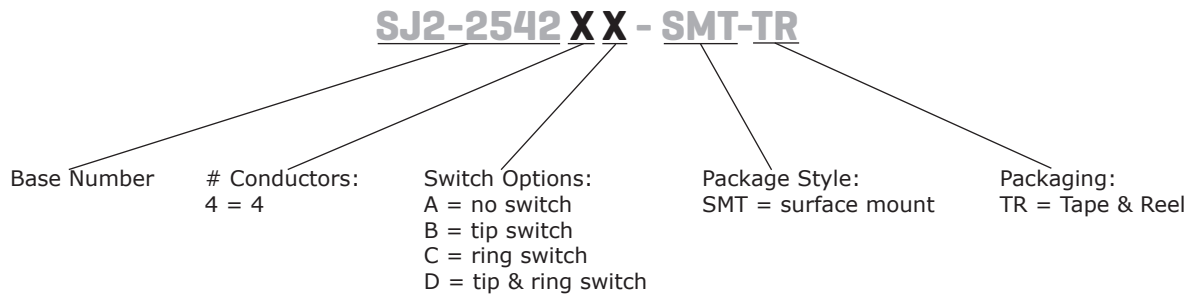 SJ2-2542 X X - SMT-TR
Base Number
# Conductors:
4 = 4
Switch Options:
A = no switch
B = tip switch
C = ring switch
D = tip & ring switch
Package Style:
SMT = surface mount
Packaging:
TR = Tape & Reel